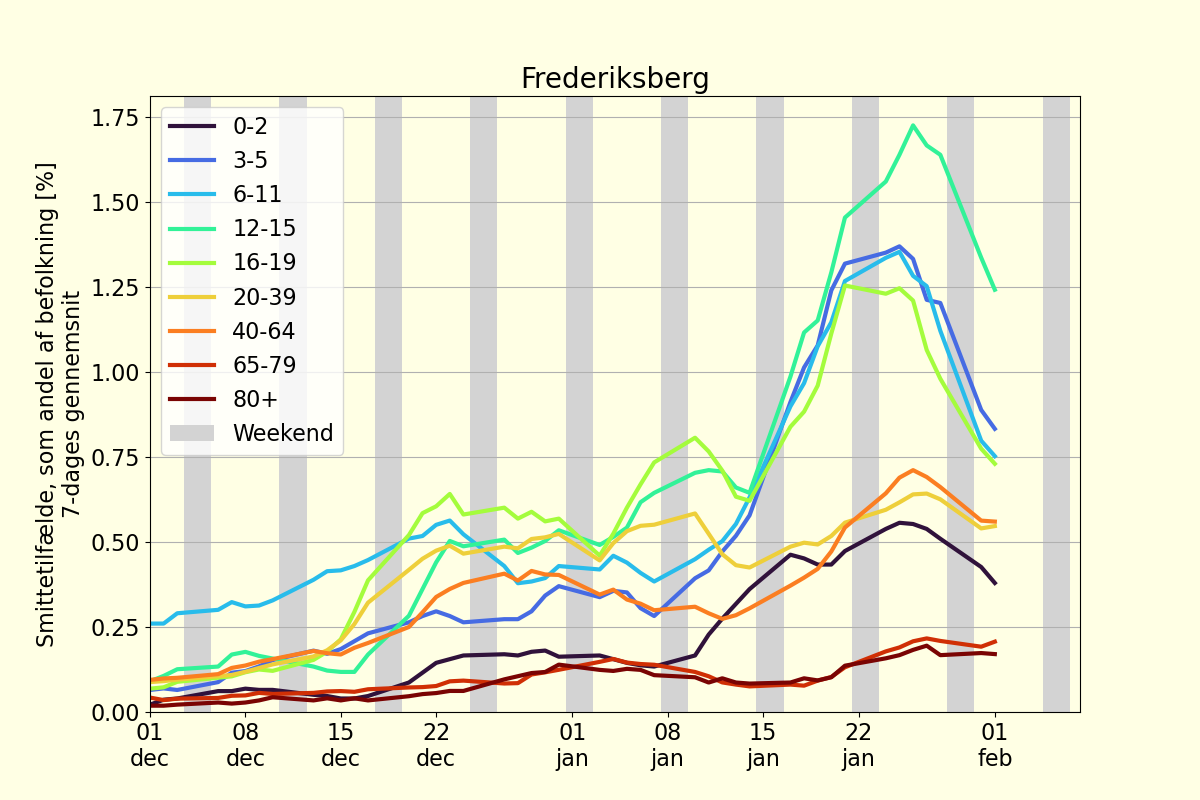 Frederiksberg
Smittetilfælde, som andel af befolkning [%]
7-dages gennemsnit
1.75
1.50
1.25
1.00
0.75
0.50
0.25
0.00
0-2
3-5
6-11
12-15
16-19
20-39
40-64
65-79
80+
Weekend
01 08 15 22 01 08 15 22 01
dec dec dec dec jan jan jan jan feb